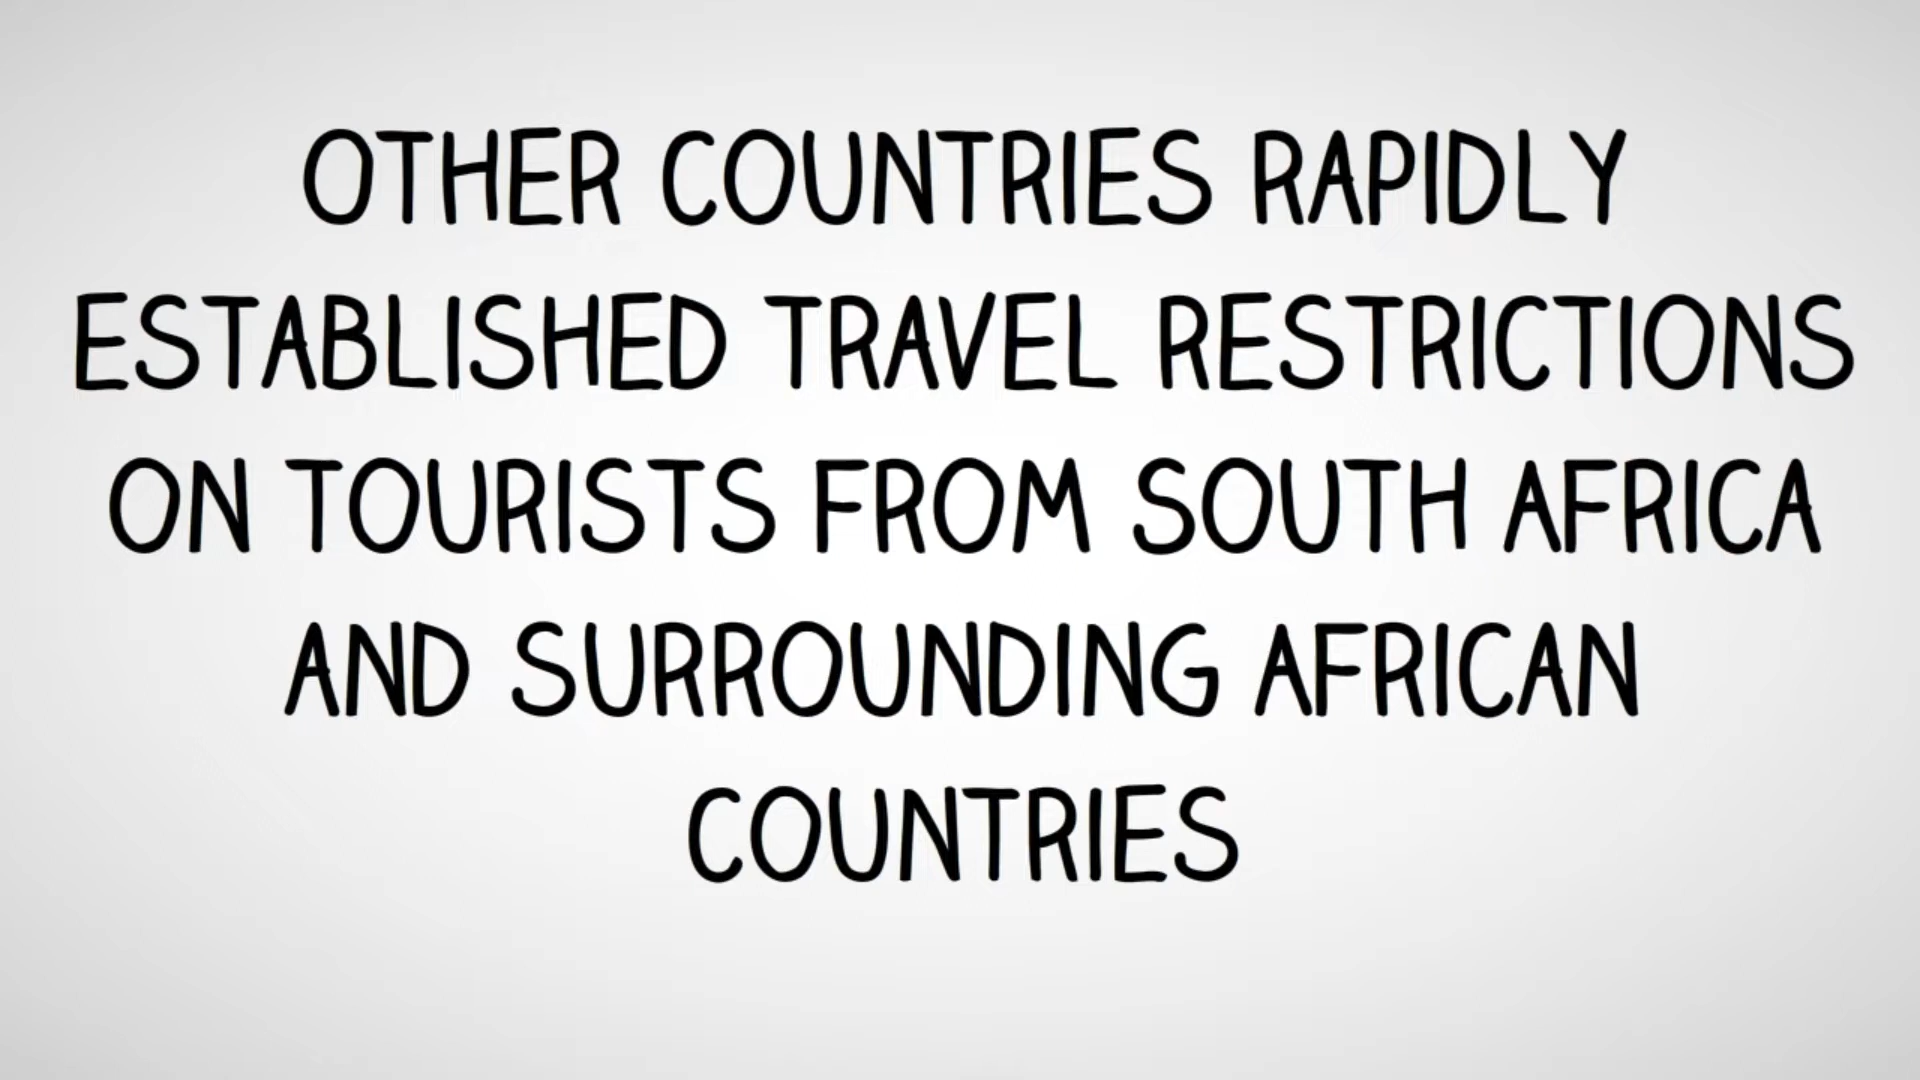 OTHER COUNTRIES RAPIDLY
ESTABLISHED TRAVEL RESTRICTIONS
ON TOURISTS FROM SOUTH AFRICA
AND SURROUNDING AFRICAN
COUNTRIES